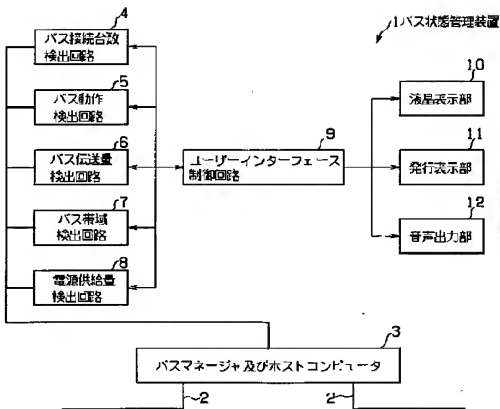 1バス状態管理装置
4
バス接続台数
検出回路
5
バス動作
検出回路
6
バス伝送量
検出回路
7
バス帯域
検出回路
8
電源供給量
検出回路
9
ユーザーインターフェース
制御回路
10
液晶表示部
11
発行表示部
12
音声出力部
3
バスマネージャ及びホストコンピュータ
2
2